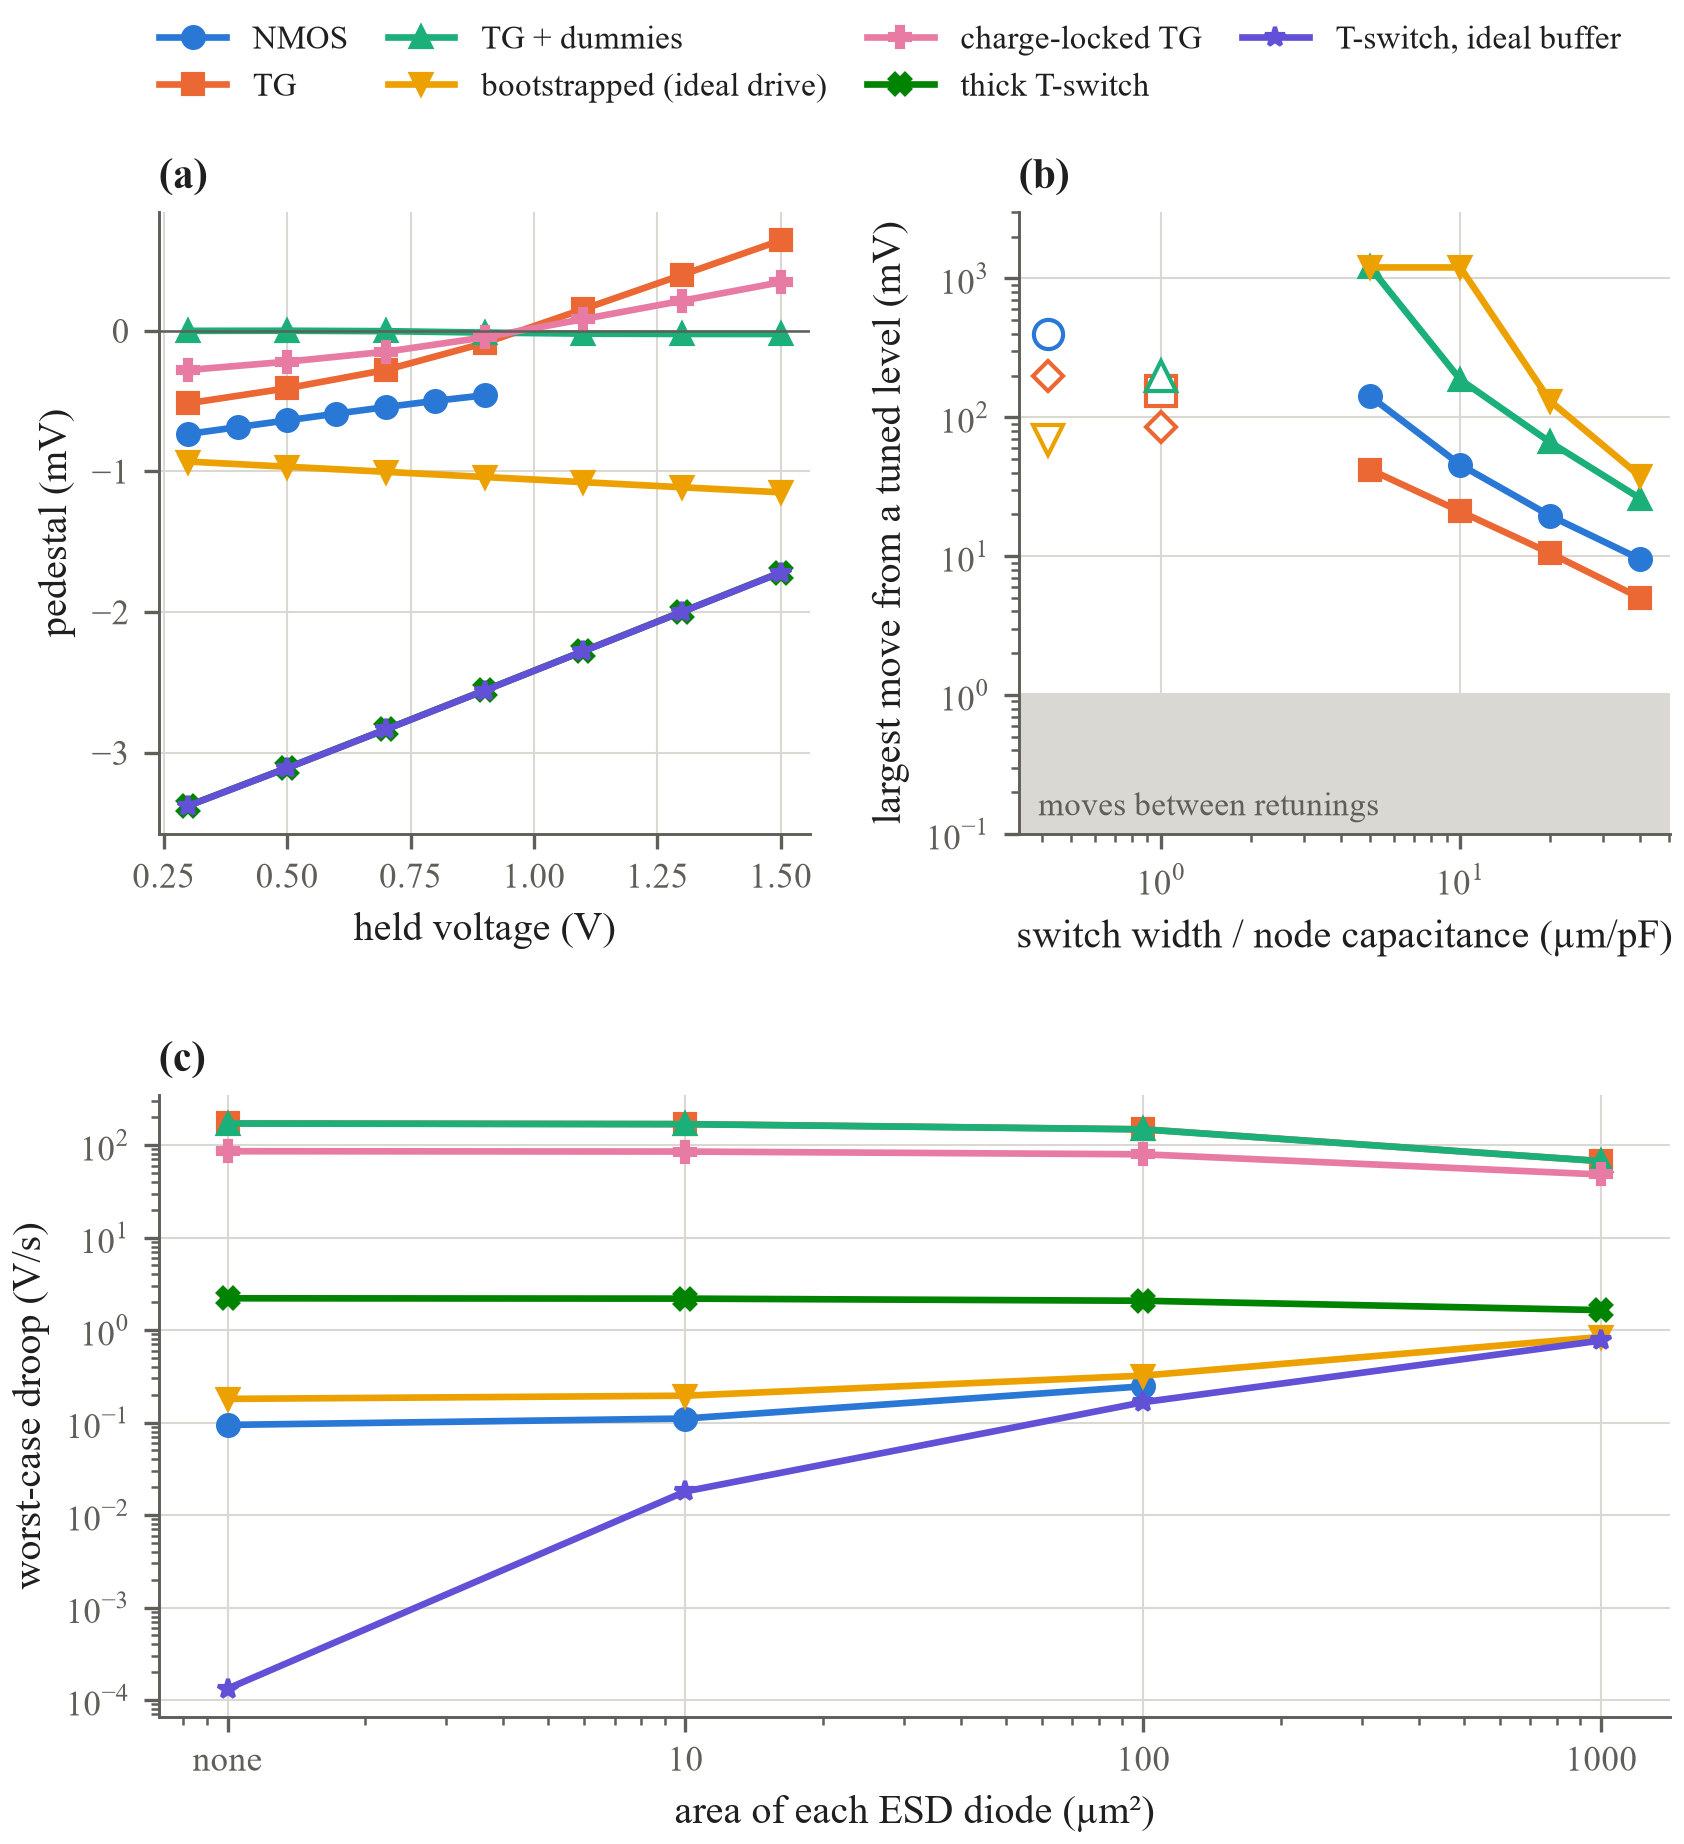 NMOS
TG + dummies
charge-locked TG
T-switch, ideal buffer
TG
bootstrapped (ideal drive)
thick T-switch
(a)
pedestal (mV)
0
−1
−2
−3
0.25
0.50
0.75
1.00
1.25
1.50
held voltage (V)
(b)
largest move from a tuned level (mV)
10³
10²
10¹
10⁰
10⁻¹
moves between retunings
10⁰
10¹
switch width / node capacitance (µm/pF)
(c)
worst-case droop (V/s)
10²
10¹
10⁰
10⁻¹
10⁻²
10⁻³
10⁻⁴
none
10
100
1000
area of each ESD diode (µm²)